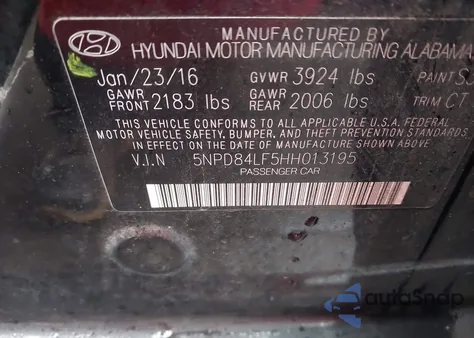 MANUFACTURED BY
HYUNDAI MOTOR MANUFACTURING ALABAMA
Jan/23/16 GVWR 3924 lbs PAINT S
GAWR FRONT 2183 lbs GAWR REAR 2006 lbs TRIM CT
THIS VEHICLE CONFORMS TO ALL APPLICABLE U.S.A. FEDERAL
MOTOR VEHICLE SAFETY, BUMPER, AND THEFT PREVENTION STANDARDS
IN EFFECT ON THE DATE OF MANUFACTURE SHOWN ABOVE.
V.I.N 5NPD84LF5HH013195
PASSENGER CAR
autoSnap